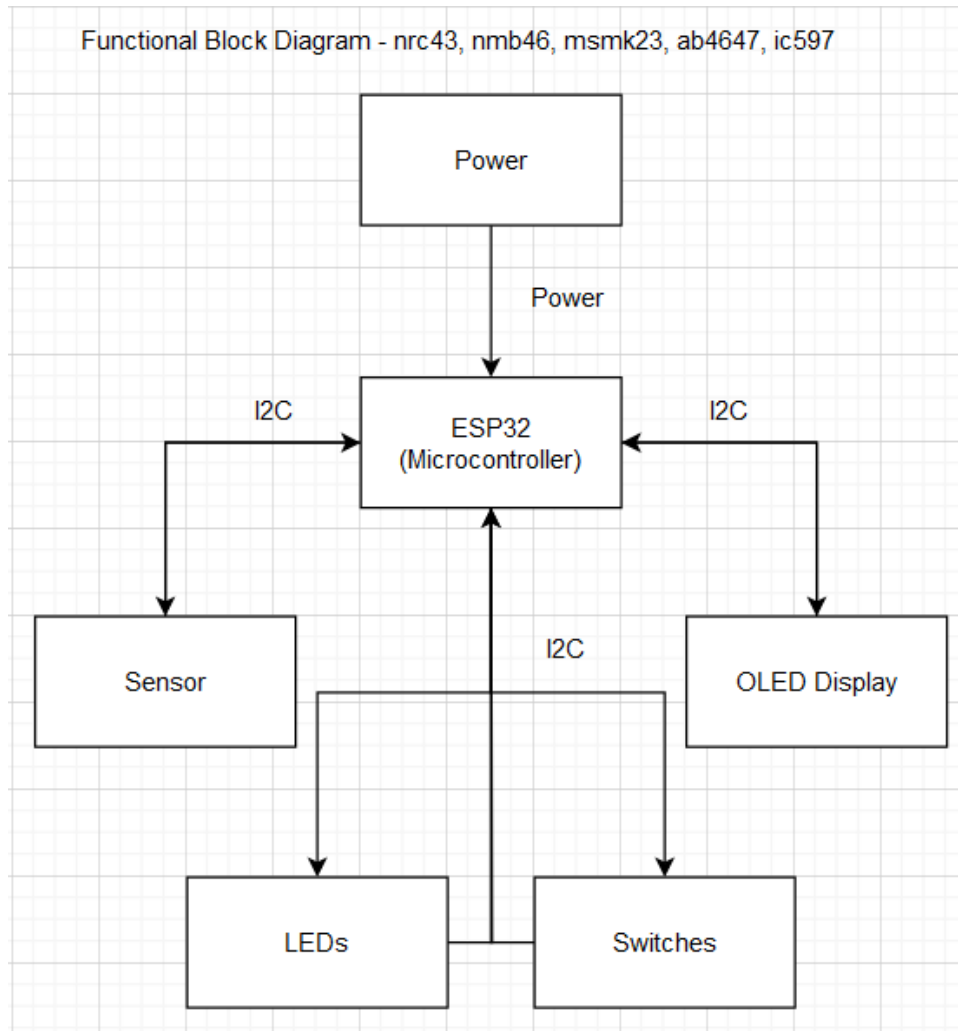 Functional Block Diagram - nrc43, nmb46, msmk23, ab4647, ic597
Power
Power
I2C
ESP32
(Microcontroller)
I2C
Sensor
I2C
OLED Display
LEDs
Switches